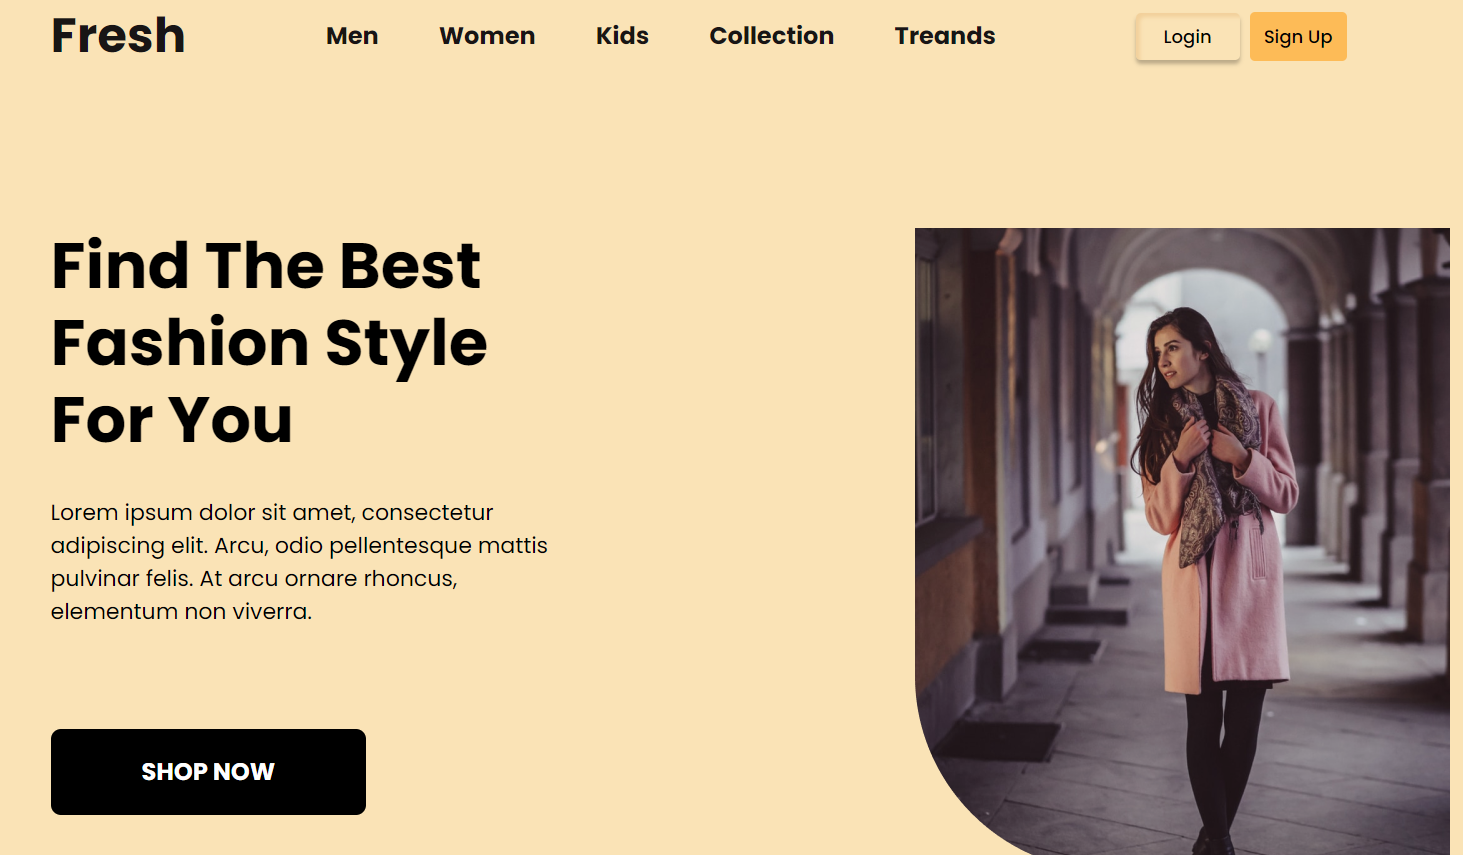 Fresh
Men Women Kids Collection Treands
Login Sign Up
Find The Best
Fashion Style
For You
Lorem ipsum dolor sit amet, consectetur
adipiscing elit. Arcu, odio pellentesque mattis
pulvinar felis. At arcu ornare rhoncus,
elementum non viverra.
SHOP NOW